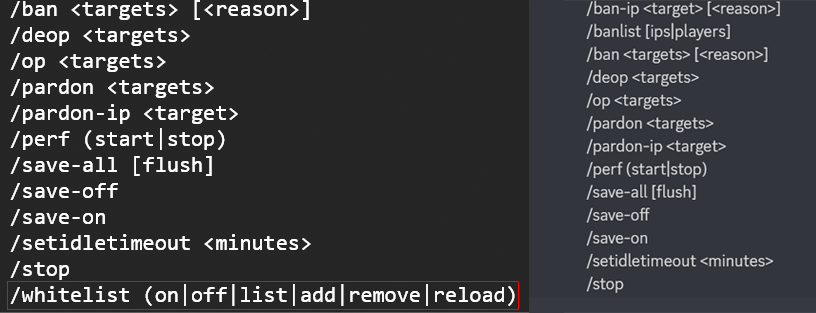 /ban <targets> [<reason>]
/deop <targets>
/op <targets>
/pardon <targets>
/pardon-ip <target>
/perf (start|stop)
/save-all [flush]
/save-off
/save-on
/setidletimeout <minutes>
/stop
/whitelist (on|off|list|add|remove|reload)
/ban-ip <target> [<reason>]
/banlist [ips|players]
/ban <targets> [<reason>]
/deop <targets>
/op <targets>
/pardon <targets>
/pardon-ip <target>
/perf (start|stop)
/save-all [flush]
/save-off
/save-on
/setidletimeout <minutes>
/stop